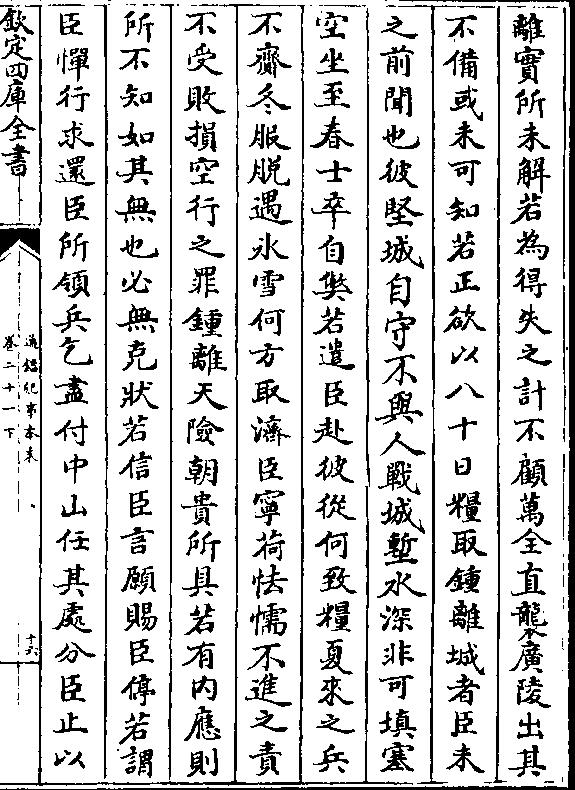 離實所未解若為得失之計不顧萬全直襲廣陵出其
不備或未可知若正欲以八十日糧取鍾離城者臣未
之前聞也彼堅城自守不與人戰城塹水深非可填塞
空坐至春士卒自獘若遣臣赴彼從何致糧夏來之兵
不齎冬服脱遇氷雪何方取濟臣寧荷怯懦不進之責
不受敗損空行之罪鍾離天險朝貴所具若有内應則
所不知如其無也必無克狀若信臣言願賜臣停若謂
臣憚行求還臣所領兵乞盡付中山任其處分臣止以
欽定四庫全書
通鑑紀事本末
卷二十一下
十六